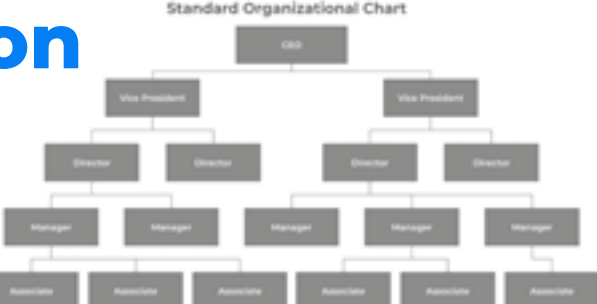 Standard Organizational Chart
on
CEO
Vice President Vice President
Director Director Director Director
Manager Manager Manager Manager Manager
Associate Associate Associate Associate Associate Associate